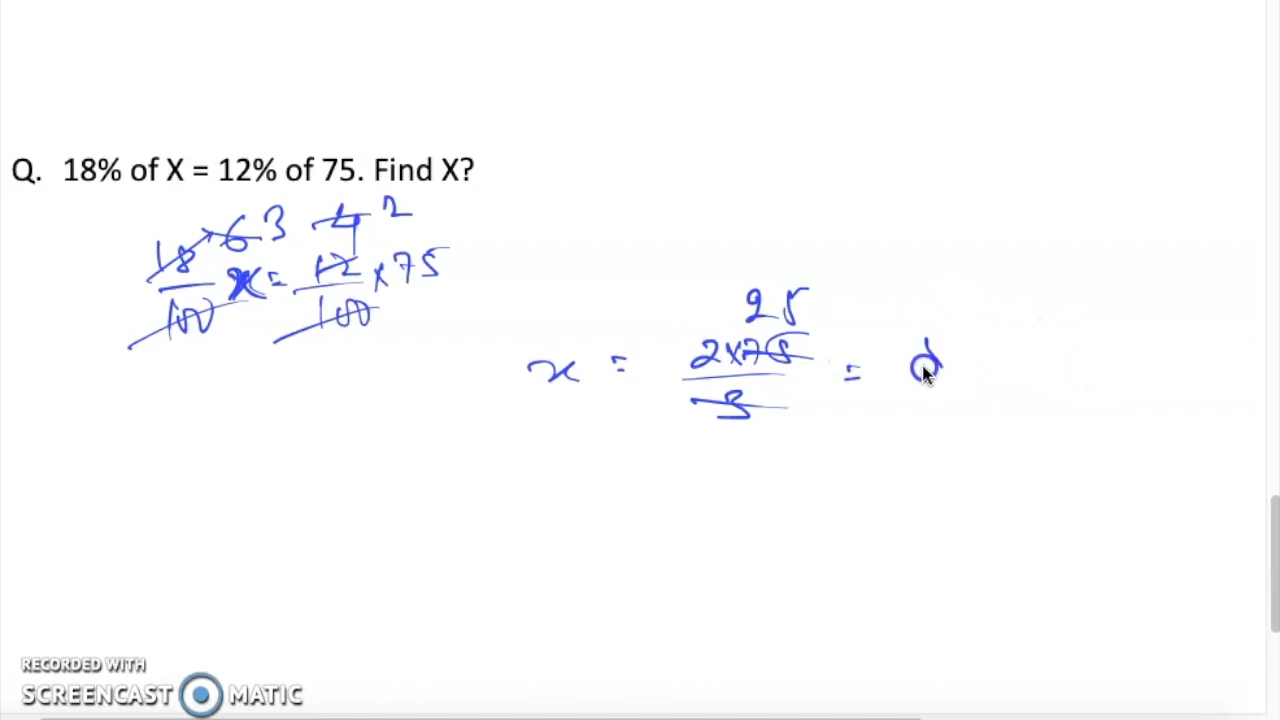 Q. 18% of X = 12% of 75. Find X?
6 3 4 2
18/100 x = 12/100 x 75
25
x = 2x75/3 =
RECORDED WITH
SCREENCAST MATIC